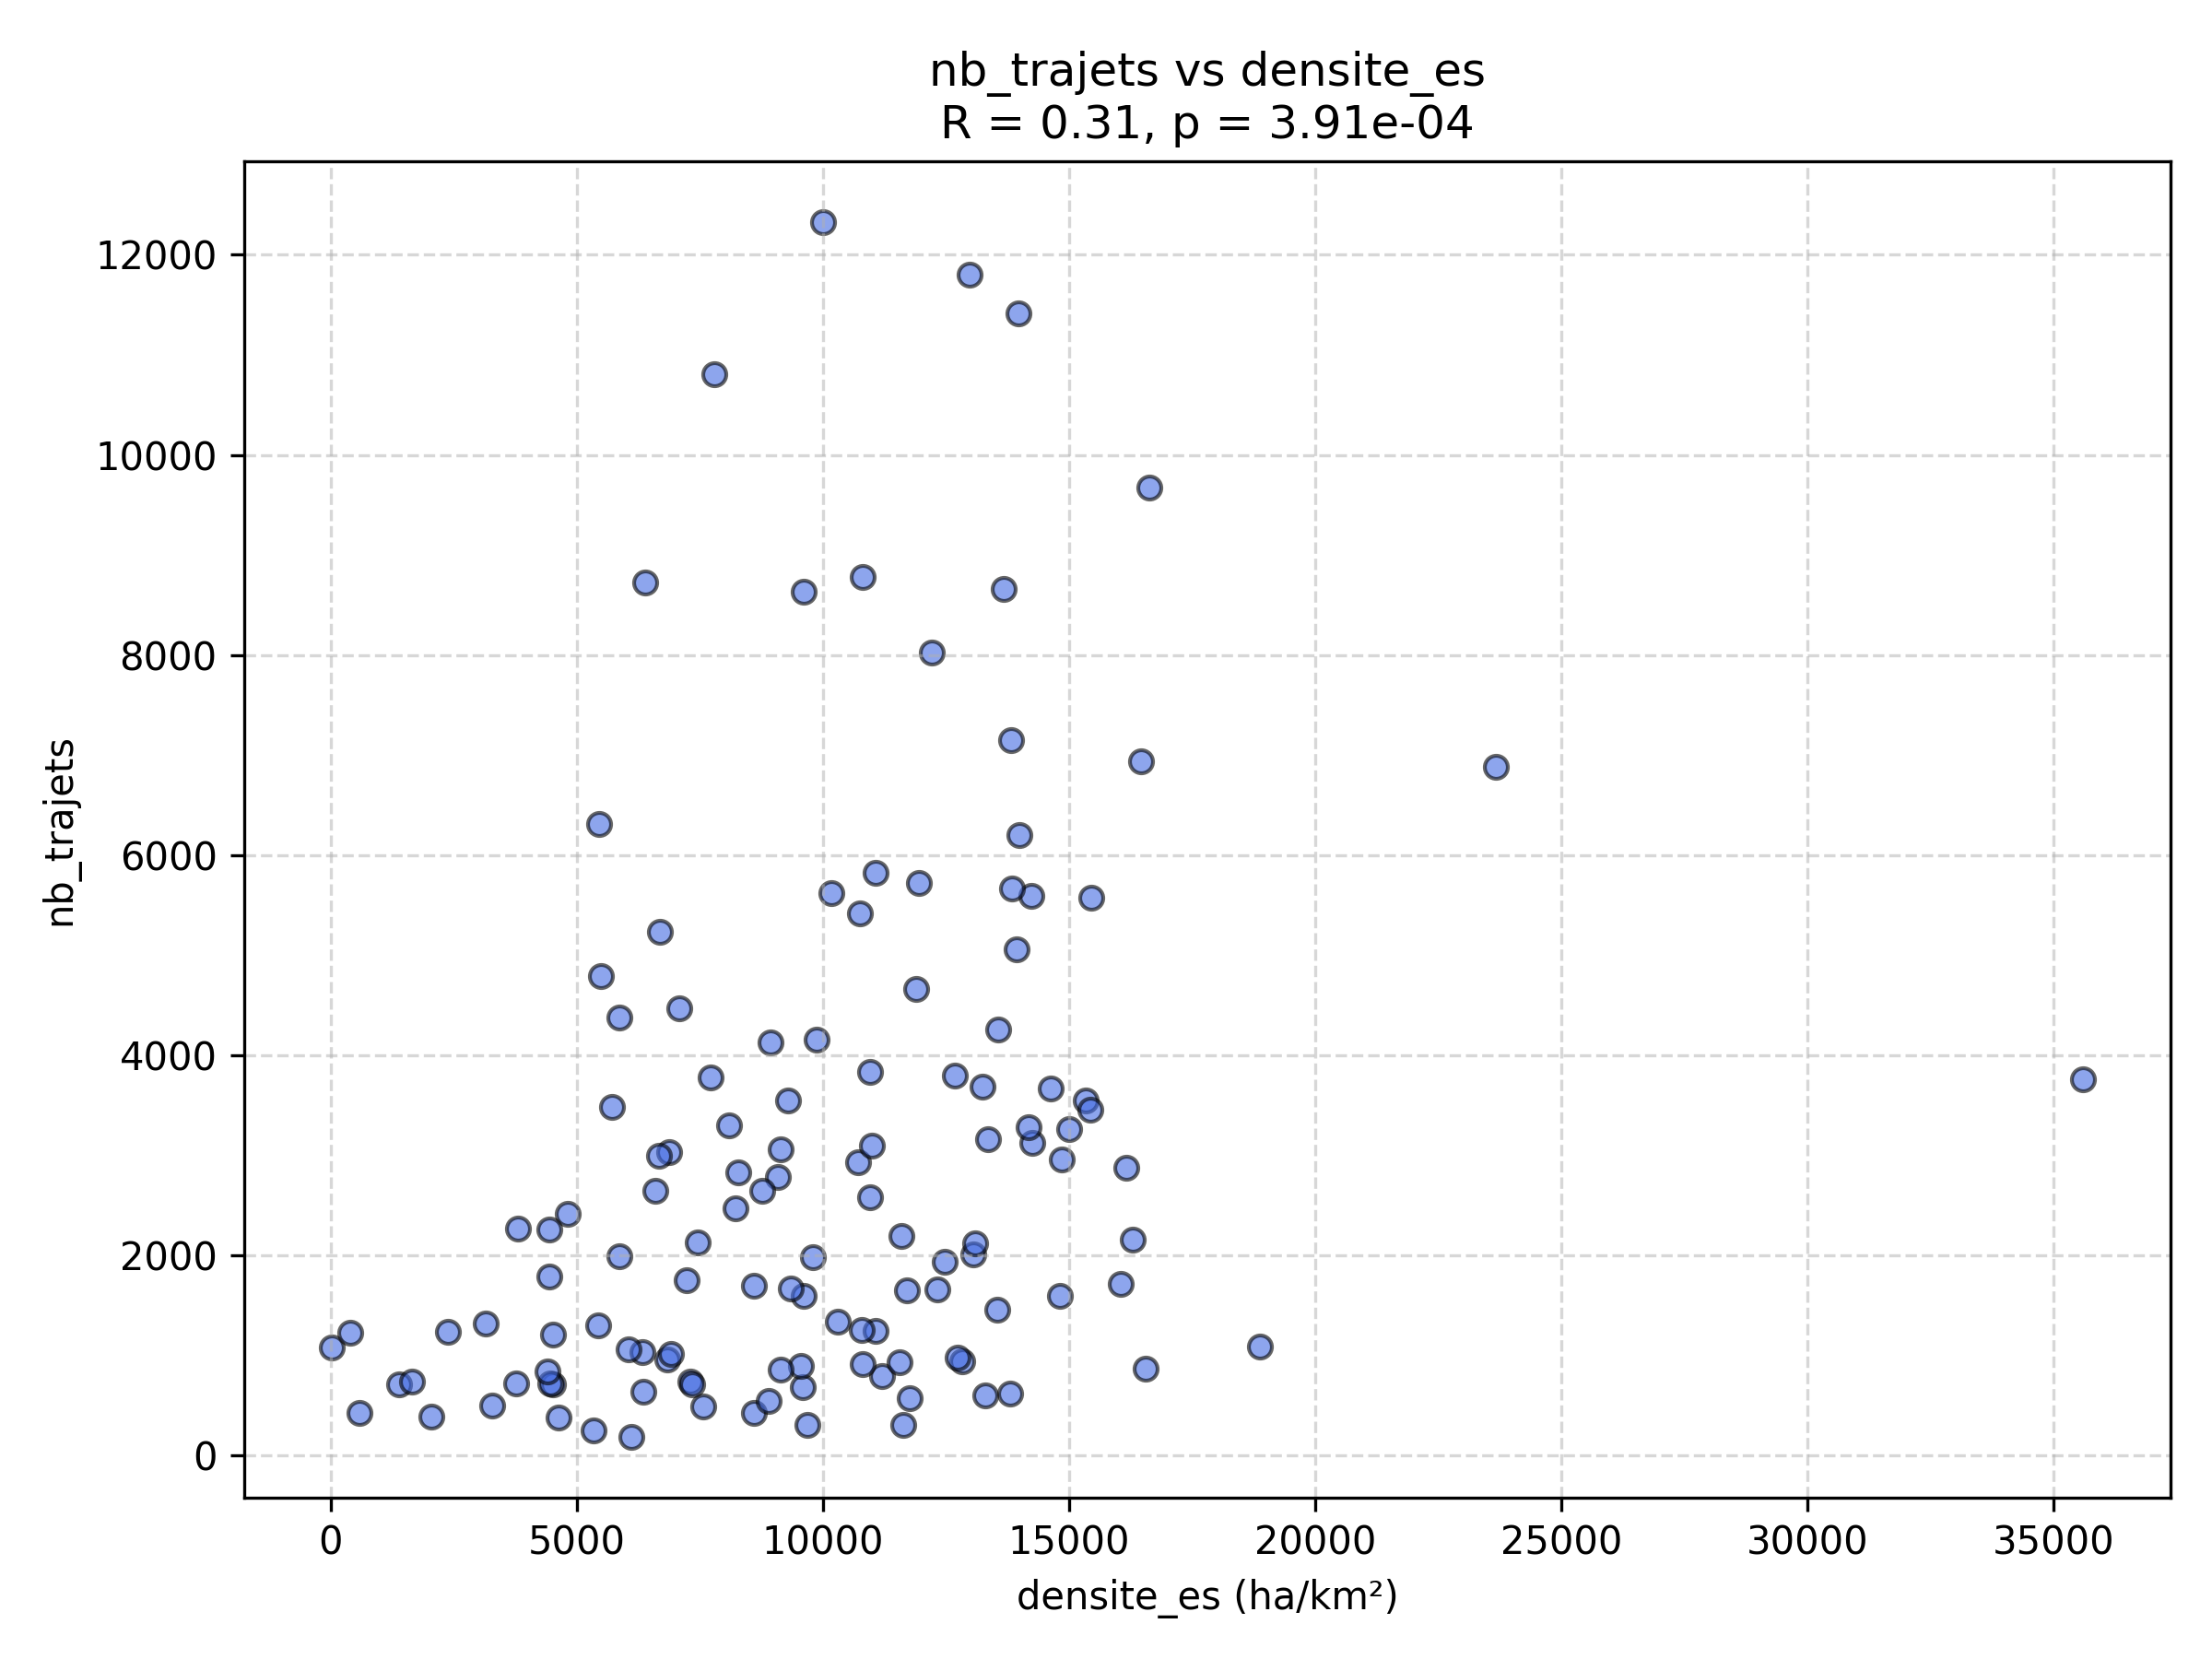 nb_trajets vs densite_es
R = 0.31, p = 3.91e-04
12000
10000
8000
6000
4000
2000
0
nb_trajets
0 5000 10000 15000 20000 25000 30000 35000
densite_es (ha/km²)